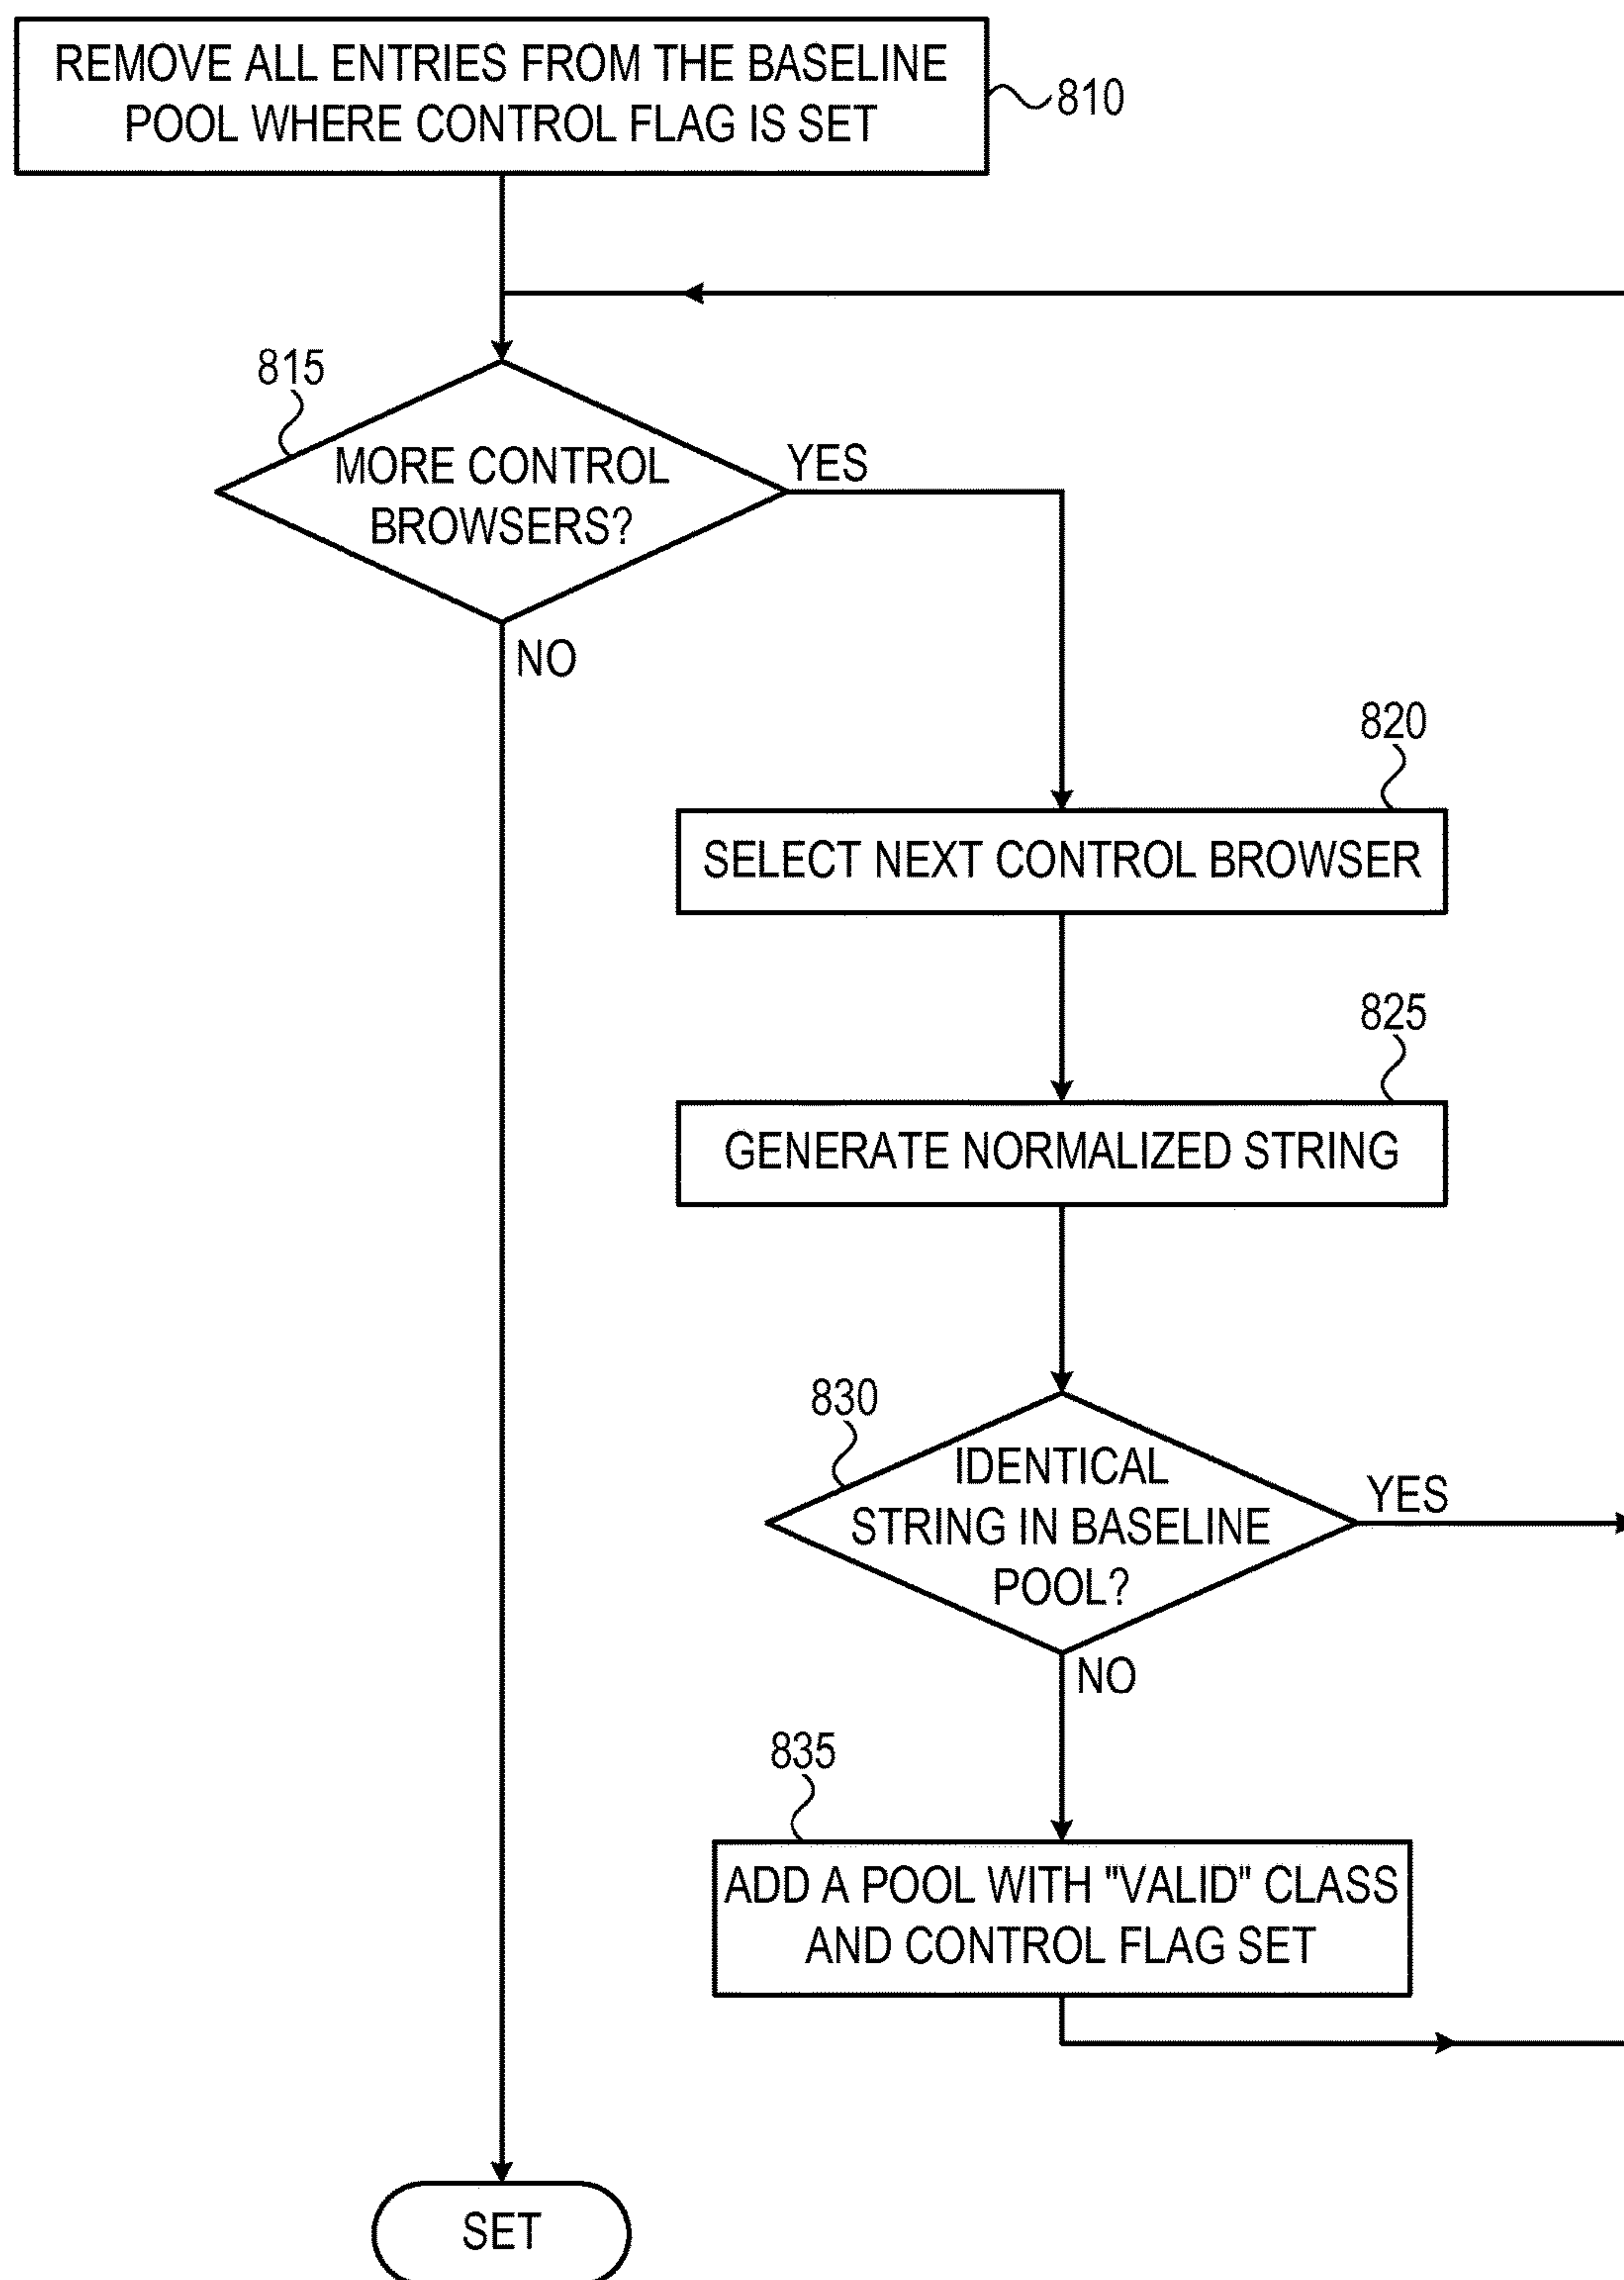 REMOVE ALL ENTRIES FROM THE BASELINE
POOL WHERE CONTROL FLAG IS SET
810
815
MORE CONTROL
BROWSERS?
YES
NO
820
SELECT NEXT CONTROL BROWSER
825
GENERATE NORMALIZED STRING
830
IDENTICAL
STRING IN BASELINE
POOL?
YES
NO
835
ADD A POOL WITH "VALID" CLASS
AND CONTROL FLAG SET
SET